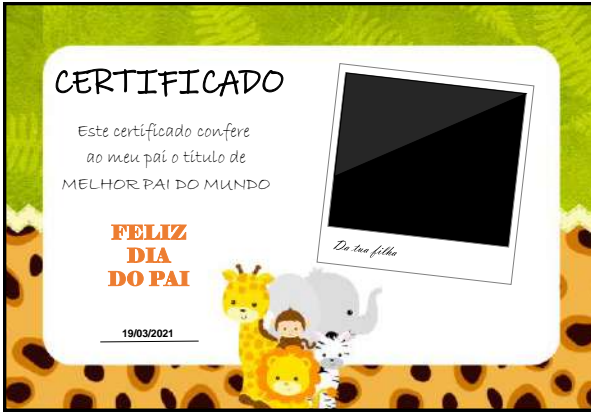 CERTIFICADO
Este certificado confere
ao meu pai o título de
MELHOR PAI DO MUNDO
FELIZ
DIA
DO PAI
Da tua filha
19/03/2021